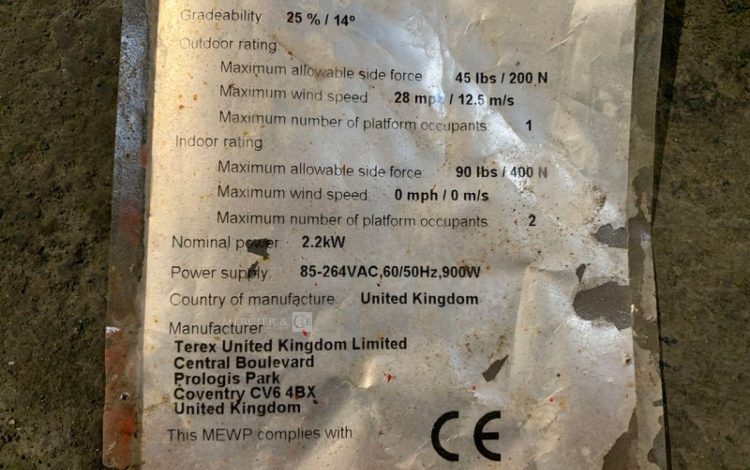 Gradeability 25 % / 14º
Outdoor rating
Maximum allowable side force 45 lbs / 200 N
Maximum wind speed 28 mph / 12.5 m/s
Maximum number of platform occupants 1
Indoor rating
Maximum allowable side force 90 lbs / 400 N
Maximum wind speed 0 mph / 0 m/s
Maximum number of platform occupants 2
Nominal power 2.2kW
Power supply 85-264VAC,60/50Hz,900W
Country of manufacture United Kingdom
MERCIER &
Manufacturer
Terex United Kingdom Limited
Central Boulevard
Prologis Park
Coventry CV6 4BX
United Kingdom
This MEWP complies with CE